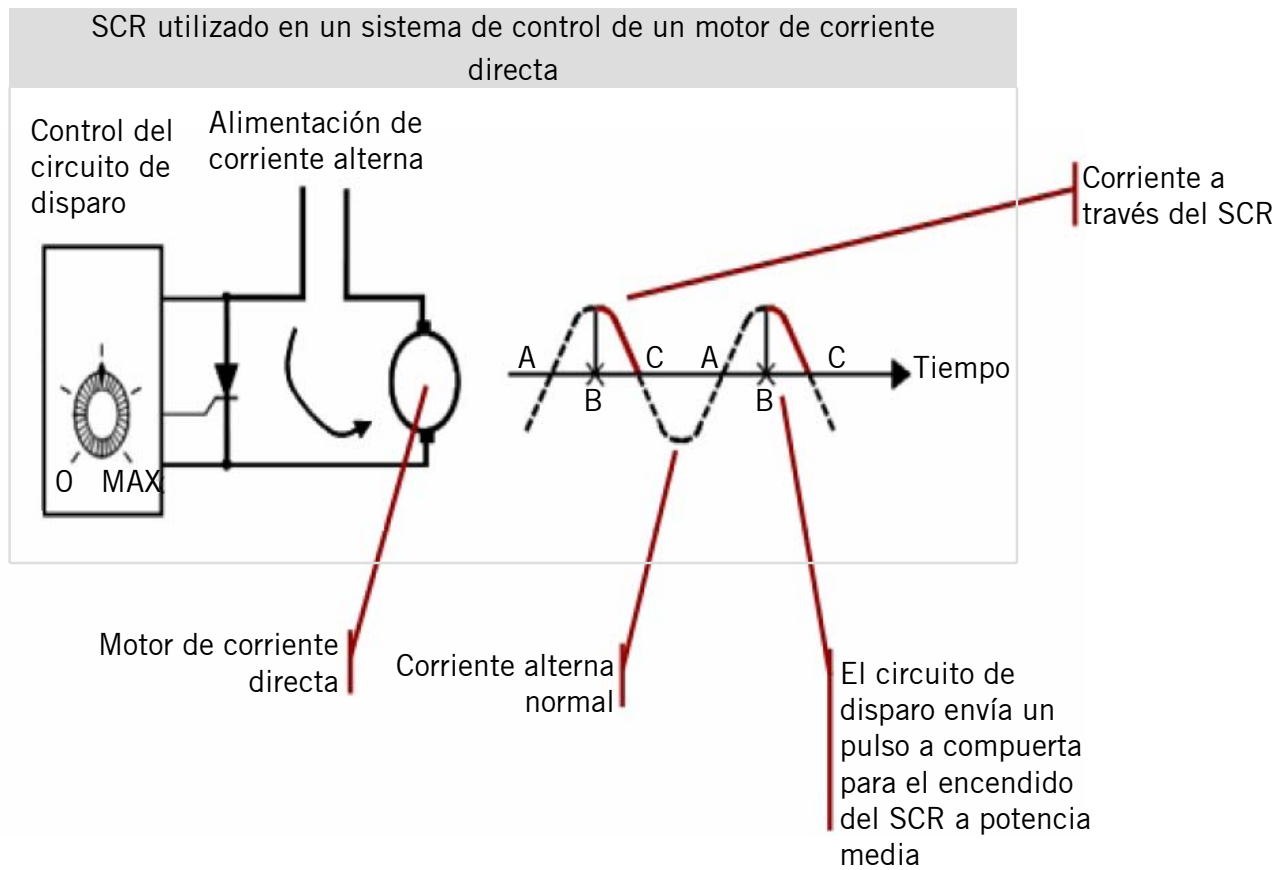 SCR utilizado en un sistema de control de un motor de corriente
directa
Control del
circuito de
disparo
Alimentación de
corriente alterna
Corriente a
través del SCR
A
B
C
A
B
C
Tiempo
0
MAX
Motor de corriente
directa
Corriente alterna
normal
El circuito de
disparo envía un
pulso a compuerta
para el encendido
del SCR a potencia
media